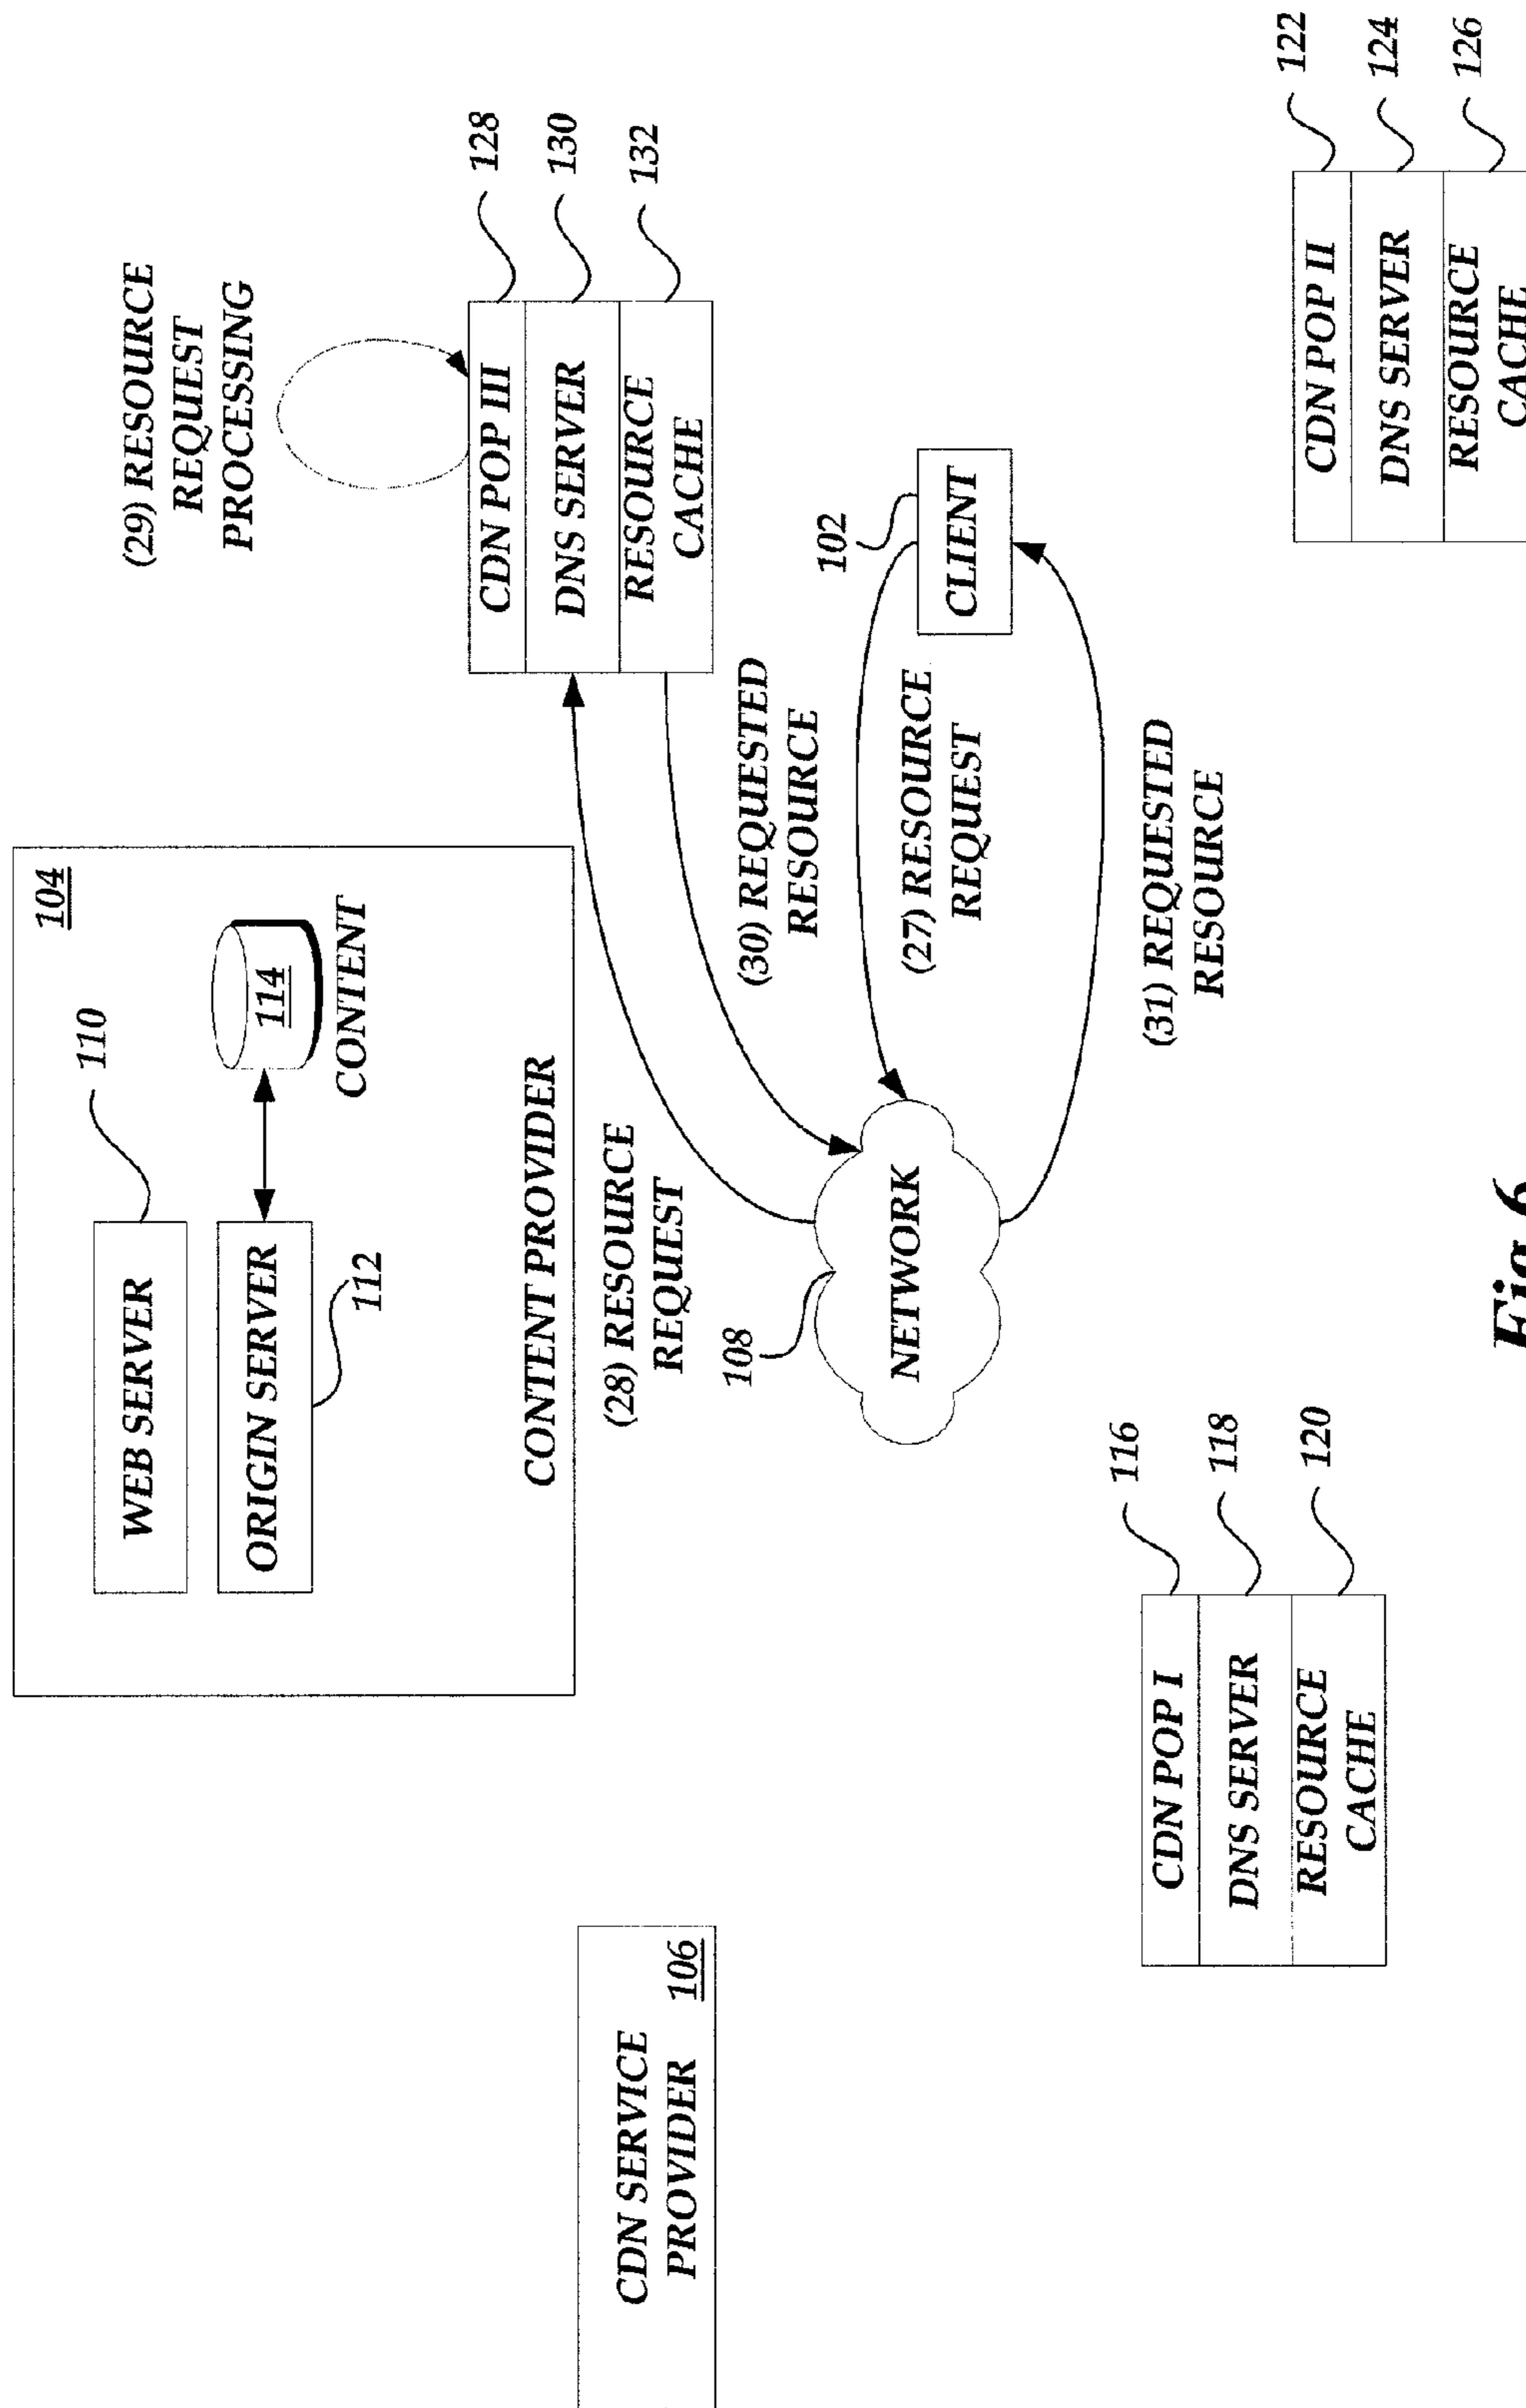 104
WEB SERVER
110
ORIGIN SERVER
112
114
CONTENT
CONTENT PROVIDER
CDN SERVICE
PROVIDER
106
(29) RESOURCE
REQUEST
PROCESSING
CDN POP III
128
DNS SERVER
130
RESOURCE
CACHE
132
(28) RESOURCE
REQUEST
(30) REQUESTED
RESOURCE
108
NETWORK
(27) RESOURCE
REQUEST
102
CLIENT
(31) REQUESTED
RESOURCE
CDN POP I
116
DNS SERVER
118
RESOURCE
CACHE
120
CDN POP II
122
DNS SERVER
124
RESOURCE
CACHE
126
Fig.6.